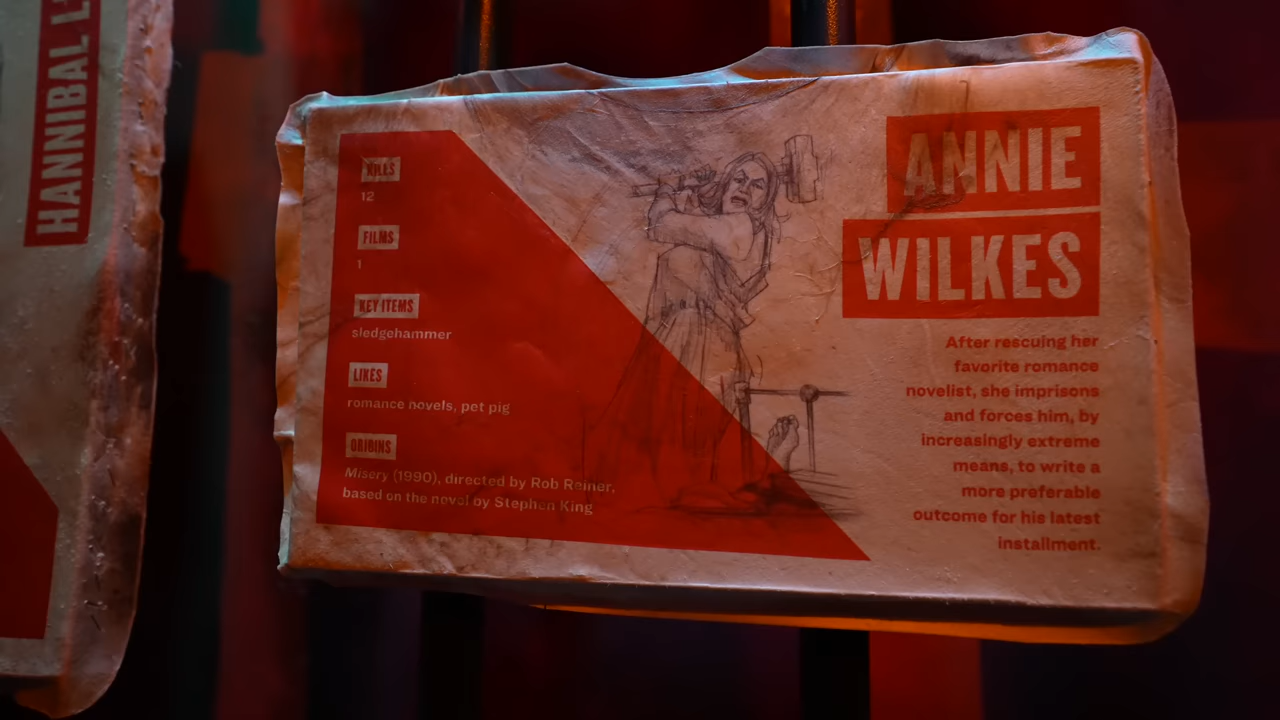 HANNIBAL L
KILLS
12
FILMS
1
KEY ITEMS
sledgehammer
LIKES
romance novels, pet pig
ORIGINS
Misery (1990), directed by Rob Reiner,
based on the novel by Stephen King
ANNIE
WILKES
After rescuing her
favorite romance
novelist, she imprisons
and forces him, by
increasingly extreme
means, to write a
more preferable
outcome for his latest
installment.